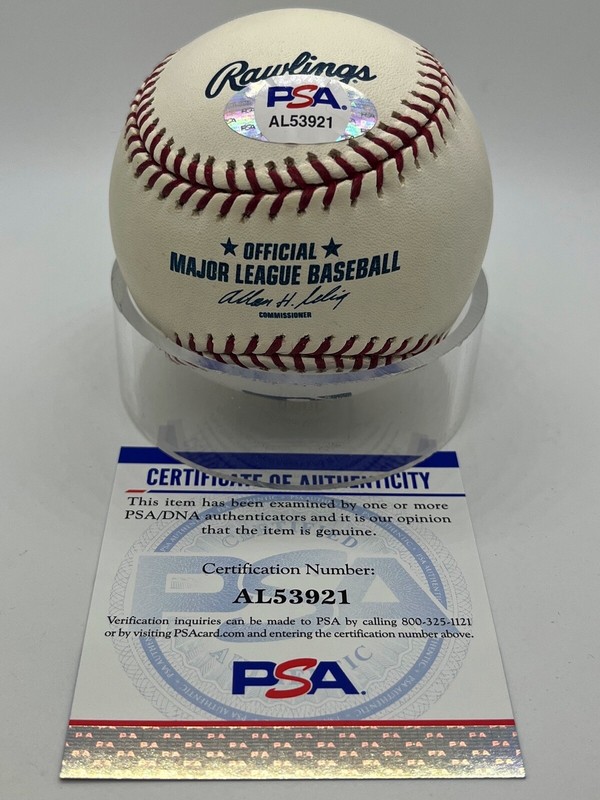 Rawlings
PSA
AL53921
★ OFFICIAL ★
MAJOR LEAGUE BASEBALL
Allan H. Selig
COMMISSIONER
CERTIFICATE OF AUTHENTICITY
This item has been examined by one or more
PSA/DNA authenticators and it is our opinion
that the item is genuine.
Certification Number:
AL53921
Verification inquiries can be made to PSA by calling 800-325-1121
or by visiting PSAcard.com and entering the certification number above.
PSA